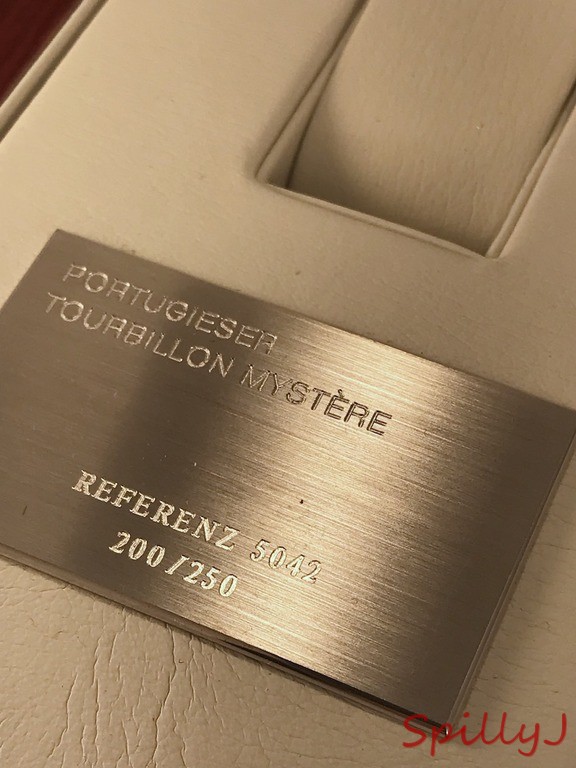 PORTUGIESER
TOURBILLON MYSTÈRE
REFERENZ 5042
200/250
SpillyJ